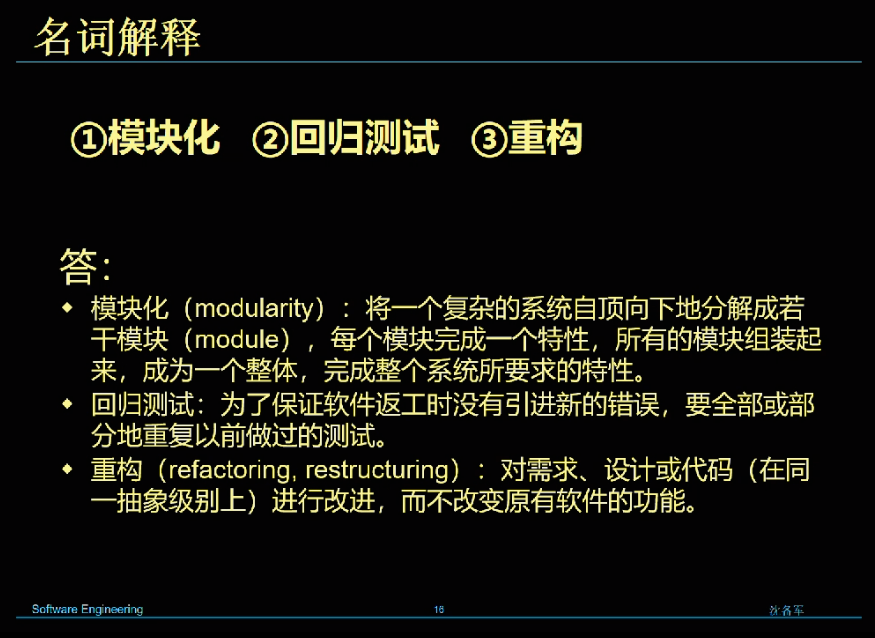 名词解释
①模块化 ②回归测试 ③重构
答：
模块化（modularity）：将一个复杂的系统自顶向下地分解成若
干模块（module），每个模块完成一个特性，所有的模块组装起
来，成为一个整体，完成整个系统所要求的特性。
回归测试：为了保证软件返工时没有引进新的错误，要全部或部
分地重复以前做过的测试。
重构（refactoring, restructuring）：对需求、设计或代码（在同
一抽象级别上）进行改进，而不改变原有软件的功能。
Software Engineering
16